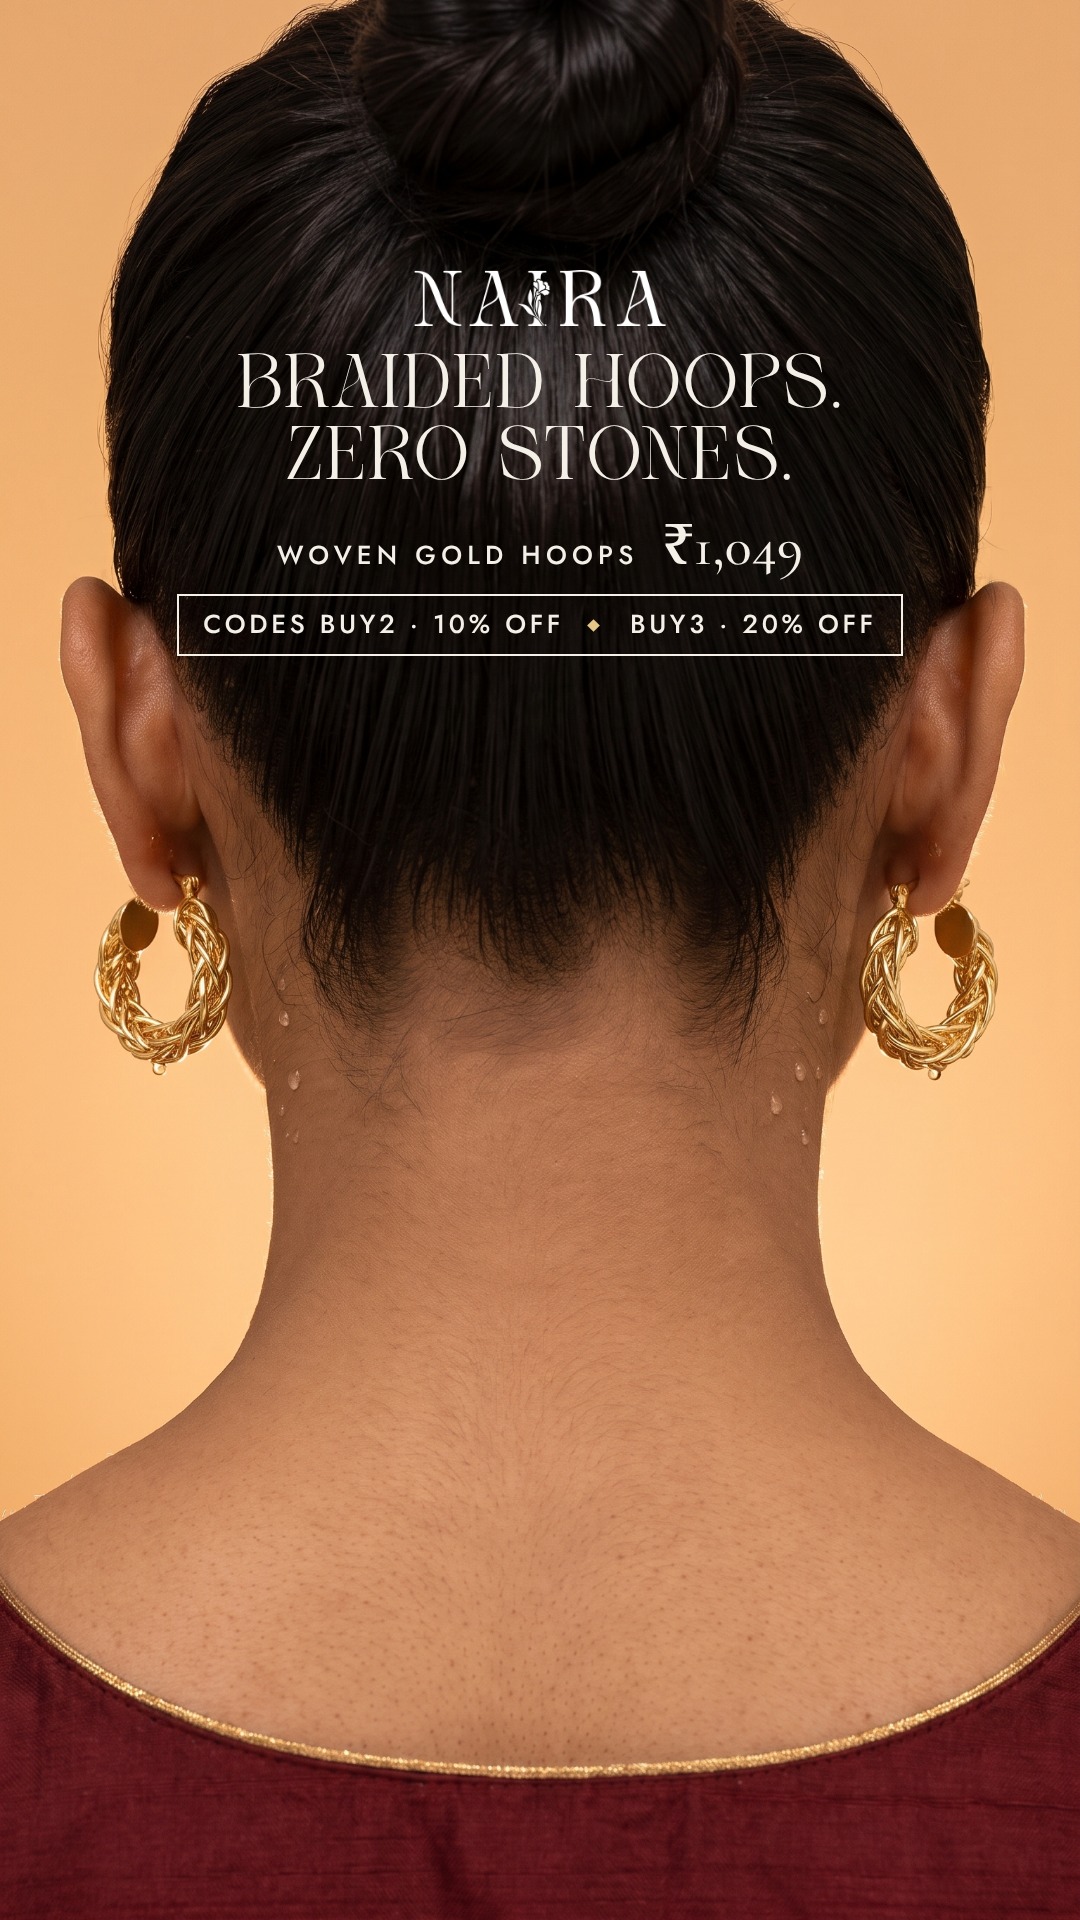 NAIRA
BRAIDED HOOPS.
ZERO STONES.
WOVEN GOLD HOOPS ₹1,049
CODES BUY2 · 10% OFF ◆ BUY3 · 20% OFF